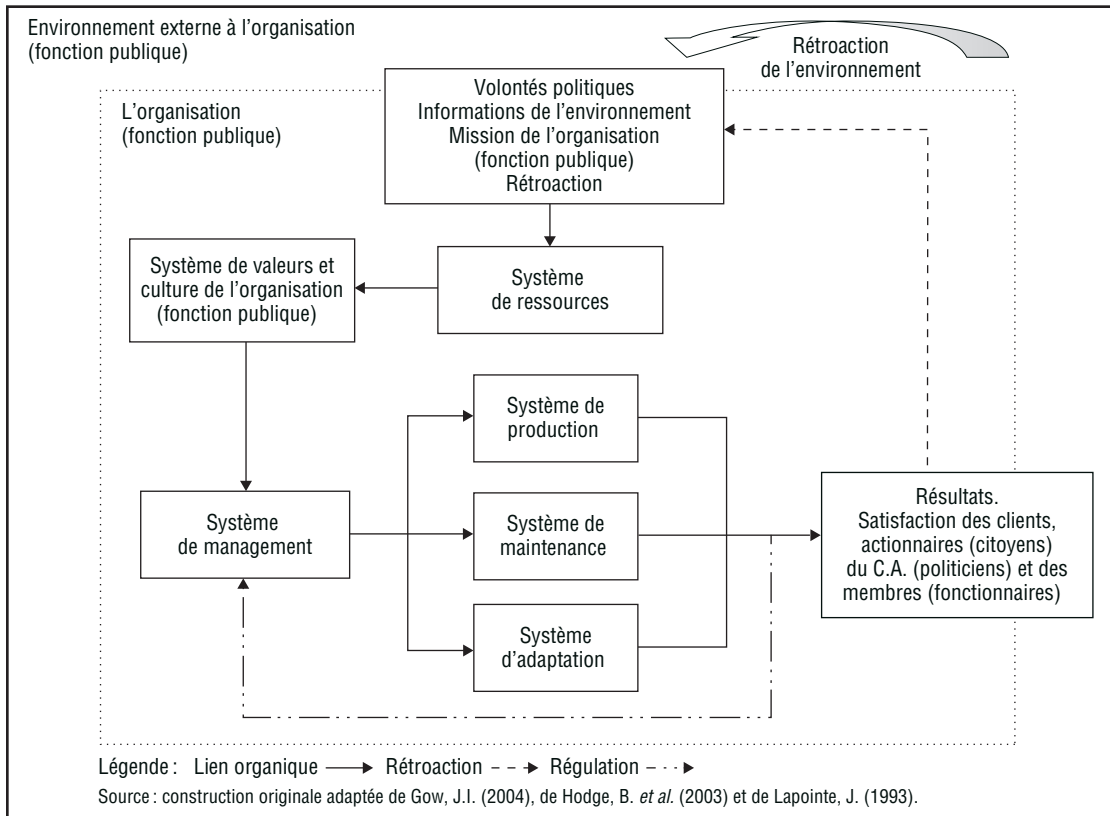 Environnement externe à l'organisation
(fonction publique)
Rétroaction
de l'environnement
L'organisation
(fonction publique)
Volontés politiques
Informations de l'environnement
Mission de l'organisation
(fonction publique)
Rétroaction
Système de valeurs et
culture de l'organisation
(fonction publique)
Système
de ressources
Système de
production
Système
de management
Système de
maintenance
Système
d'adaptation
Résultats.
Satisfaction des clients,
actionnaires (citoyens)
du C.A. (politiciens) et des
membres (fonctionnaires)
Légende : Lien organique Rétroaction Régulation
Source : construction originale adaptée de Gow, J.I. (2004), de Hodge, B. et al. (2003) et de Lapointe, J. (1993).